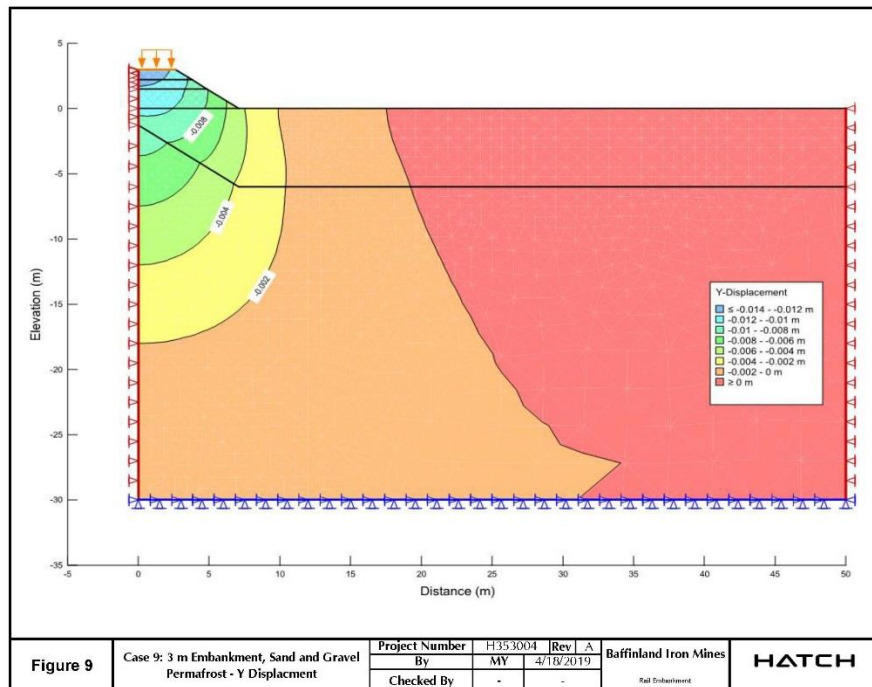 5
0
-5
-10
-15
-20
-25
-30
-35
Elevation (m)
-0.008
-0.004
-0.002
Y-Displacement
≤ -0.014 - -0.012 m
-0.012 - -0.01 m
-0.01 - -0.008 m
-0.008 - -0.006 m
-0.006 - -0.004 m
-0.004 - -0.002 m
-0.002 - 0 m
≥ 0 m
-5 0 5 10 15 20 25 30 35 40 45 50
Distance (m)
Figure 9
Case 9: 3 m Embankment, Sand and Gravel
Permafrost - Y Displacment
Project Number H353004 Rev A
By MY 4/18/2019
Checked By - -
Baffinland Iron Mines
Rail Embankment
HATCH